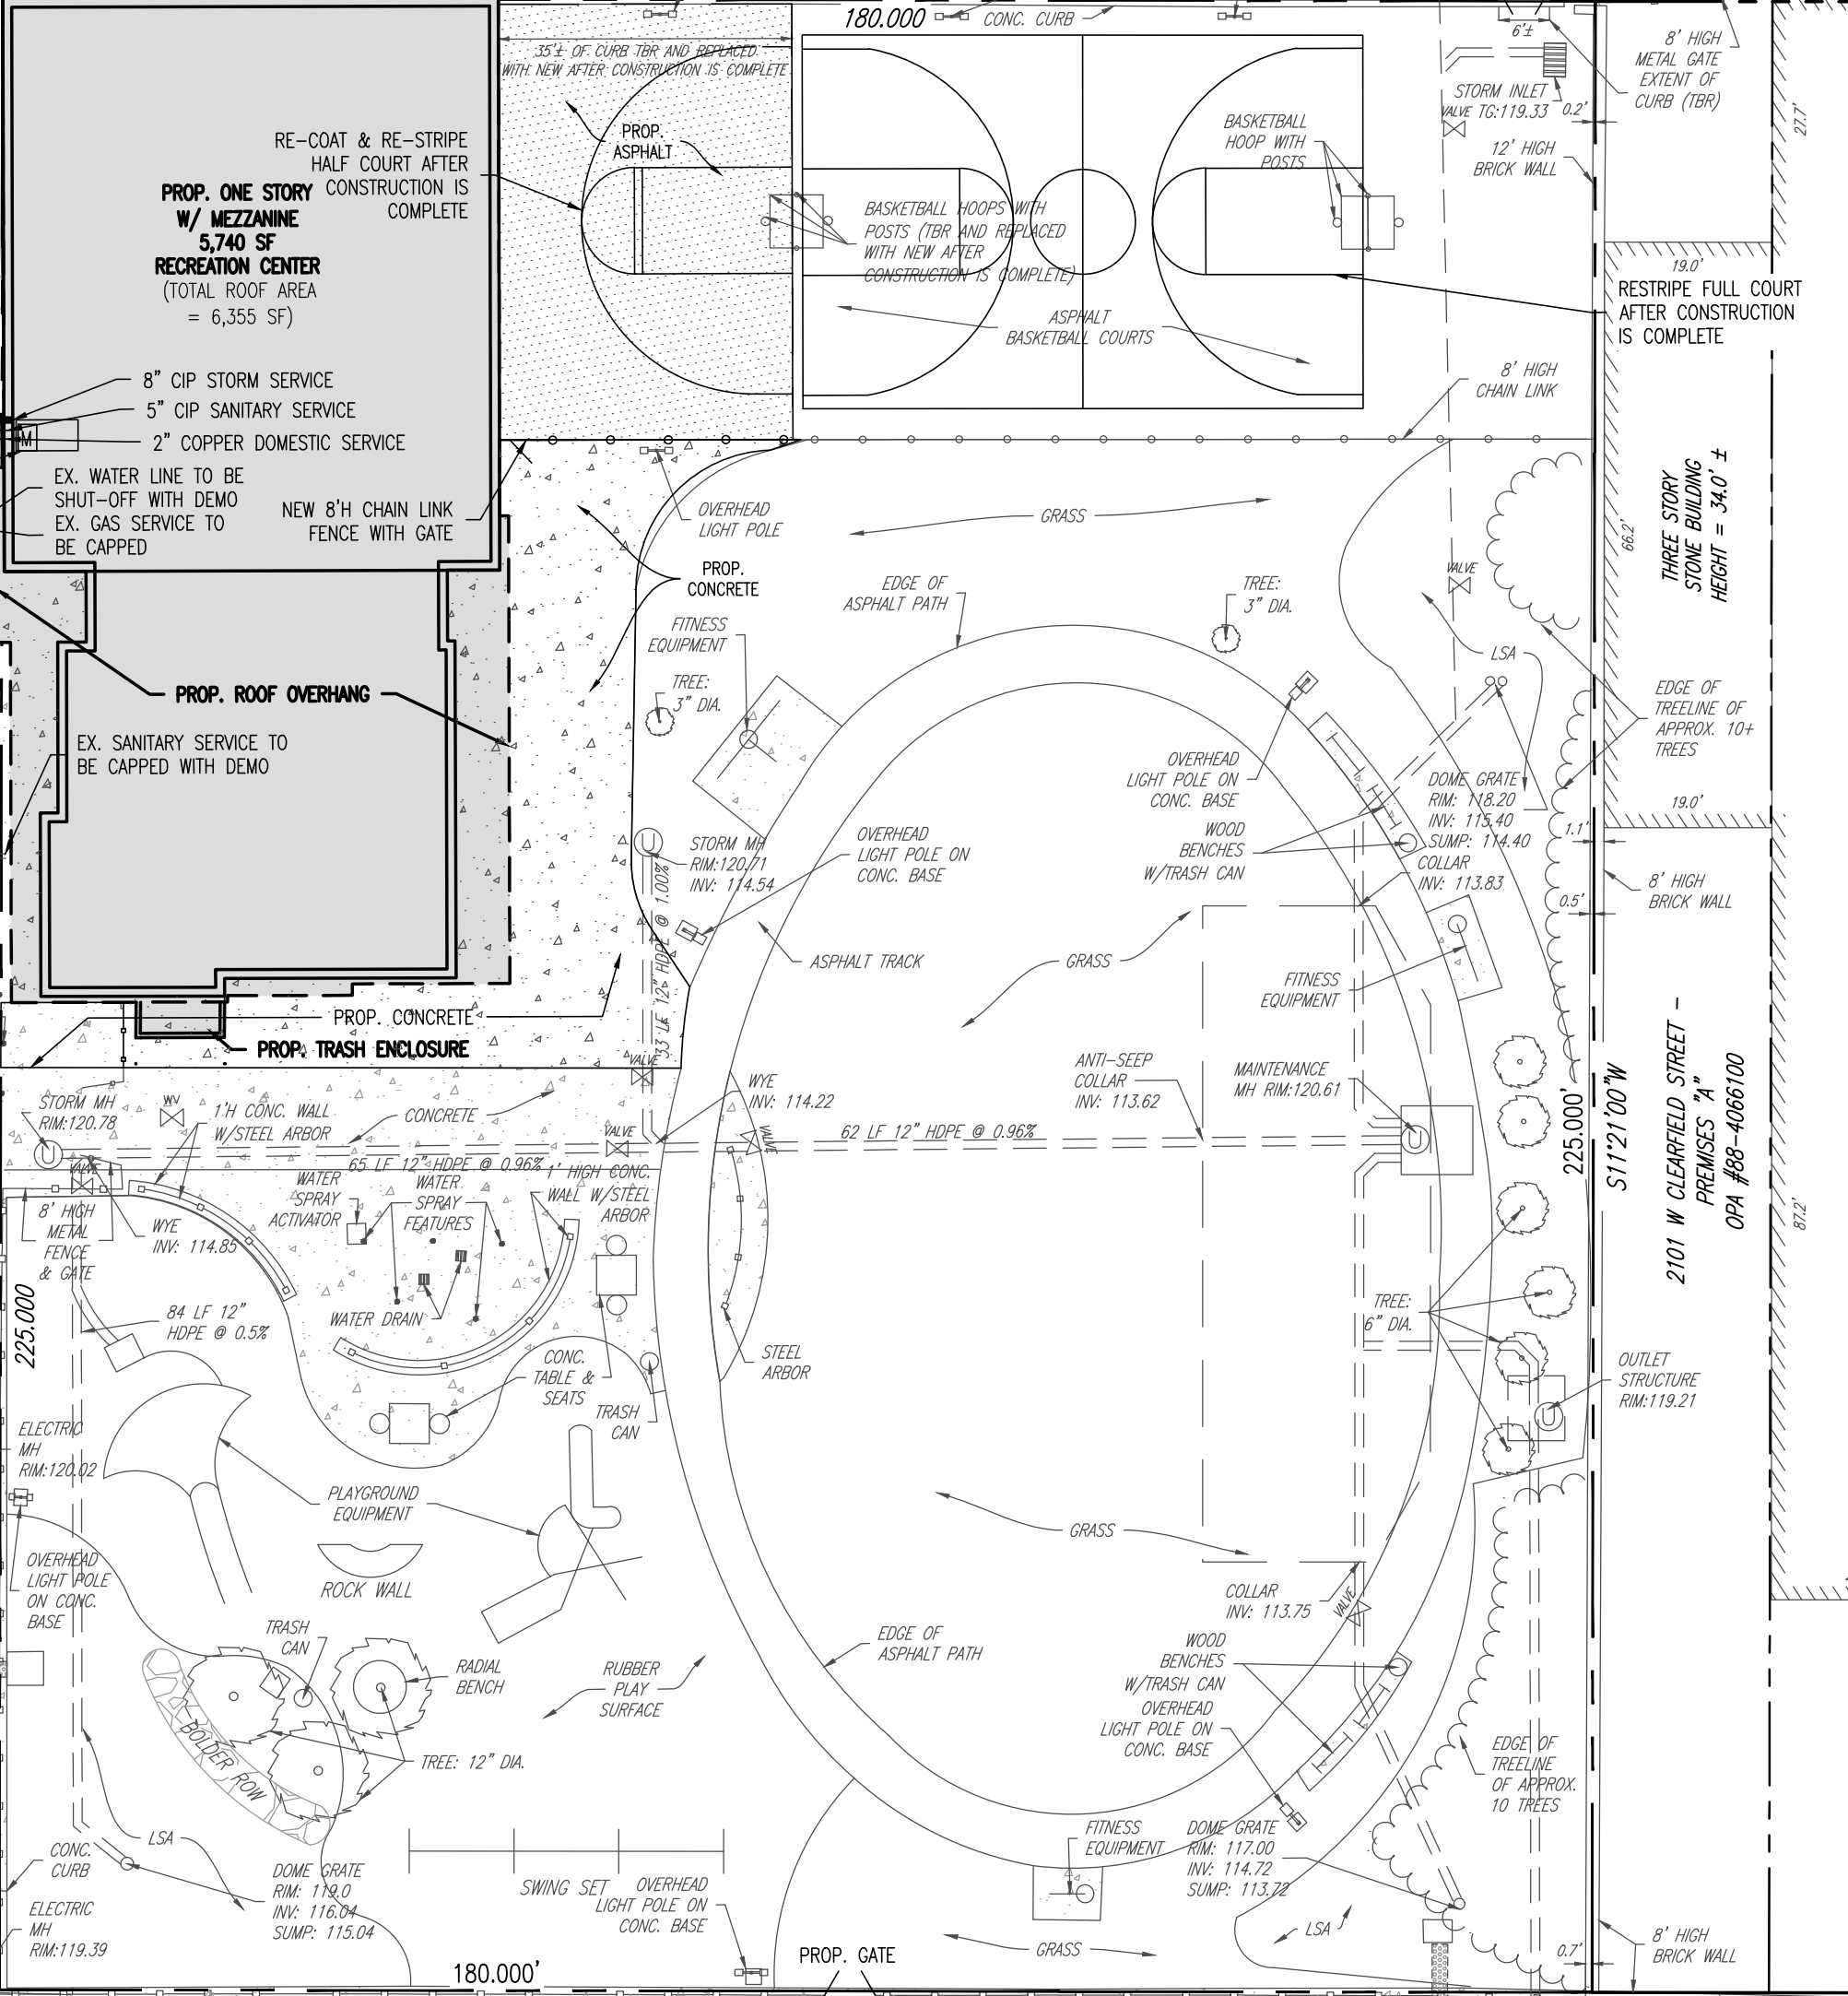 180.000
CONC. CURB
6'±
8' HIGH
METAL GATE
EXTENT OF
CURB (TBR)
27.7'
35'± OF CURB TBR AND REPLACED
WITH NEW AFTER CONSTRUCTION IS COMPLETE
STORM INLET
TG:119.33
VALVE
0.2'
12' HIGH
BRICK WALL
PROP.
ASPHALT
BASKETBALL
HOOP WITH
POSTS
RE-COAT & RE-STRIPE
HALF COURT AFTER
CONSTRUCTION IS
COMPLETE
PROP. ONE STORY
W/ MEZZANINE
5,740 SF
RECREATION CENTER
(TOTAL ROOF AREA
= 6,355 SF)
BASKETBALL HOOPS WITH
POSTS (TBR AND REPLACED
WITH NEW AFTER
CONSTRUCTION IS COMPLETE)
19.0'
RESTRIPE FULL COURT
AFTER CONSTRUCTION
IS COMPLETE
ASPHALT
BASKETBALL COURTS
8' HIGH
CHAIN LINK
8" CIP STORM SERVICE
5" CIP SANITARY SERVICE
2" COPPER DOMESTIC SERVICE
M
EX. WATER LINE TO BE
SHUT-OFF WITH DEMO
EX. GAS SERVICE TO
BE CAPPED
NEW 8'H CHAIN LINK
FENCE WITH GATE
OVERHEAD
LIGHT POLE
GRASS
66.2'
THREE STORY
STONE BUILDING
HEIGHT = 34.0' ±
PROP.
CONCRETE
EDGE OF
ASPHALT PATH
TREE:
3" DIA.
VALVE
FITNESS
EQUIPMENT
LSA
TREE:
3" DIA.
PROP. ROOF OVERHANG
EDGE OF
TREELINE OF
APPROX. 10+
TREES
EX. SANITARY SERVICE TO
BE CAPPED WITH DEMO
OVERHEAD
LIGHT POLE ON
CONC. BASE
DOME GRATE
RIM: 118.20
INV: 115.40
SUMP: 114.40
19.0'
1.1'
WOOD
BENCHES
W/TRASH CAN
COLLAR
INV: 113.83
STORM MH
RIM:120.71
INV: 114.54
OVERHEAD
LIGHT POLE ON
CONC. BASE
8' HIGH
BRICK WALL
0.5'
33 LF 12" HDPE @ 1.00%
ASPHALT TRACK
GRASS
FITNESS
EQUIPMENT
PROP. CONCRETE
PROP. TRASH ENCLOSURE
VALVE
WYE
INV: 114.22
ANTI-SEEP
COLLAR
INV: 113.62
MAINTENANCE
MH RIM:120.61
225.000'
S11°21'00"W
2101 W CLEARFIELD STREET -
PREMISES "A"
OPA #88-4066100
87.2'
STORM MH
RIM:120.78
WV
1'H CONC. WALL
W/STEEL ARBOR
CONCRETE
VALVE
VALVE
62 LF 12" HDPE @ 0.96%
65 LF 12" HDPE @ 0.96%
VALVE
8' HIGH
METAL
FENCE
& GATE
WYE
INV: 114.85
WATER
SPRAY
ACTIVATOR
WATER
SPRAY
FEATURES
1' HIGH CONC.
WALL W/STEEL
ARBOR
225.000
84 LF 12"
HDPE @ 0.5%
WATER DRAIN
CONC.
TABLE &
SEATS
STEEL
ARBOR
TREE:
6" DIA.
OUTLET
STRUCTURE
RIM:119.21
TRASH
CAN
ELECTRIC
MH
RIM:120.02
PLAYGROUND
EQUIPMENT
GRASS
OVERHEAD
LIGHT POLE
ON CONC.
BASE
ROCK WALL
COLLAR
INV: 113.75
VALVE
TRASH
CAN
RADIAL
BENCH
RUBBER
PLAY
SURFACE
EDGE OF
ASPHALT PATH
WOOD
BENCHES
W/TRASH CAN
OVERHEAD
LIGHT POLE ON
CONC. BASE
BOLDER ROW
TREE: 12" DIA.
EDGE OF
TREELINE
OF APPROX.
10 TREES
LSA
CONC.
CURB
DOME GRATE
RIM: 119.0
INV: 116.04
SUMP: 115.04
SWING SET
OVERHEAD
LIGHT POLE ON
CONC. BASE
FITNESS
EQUIPMENT
DOME GRATE
RIM: 117.00
INV: 114.72
SUMP: 113.72
ELECTRIC
MH
RIM:119.39
LSA
GRASS
PROP. GATE
180.000'
0.7'
8' HIGH
BRICK WALL